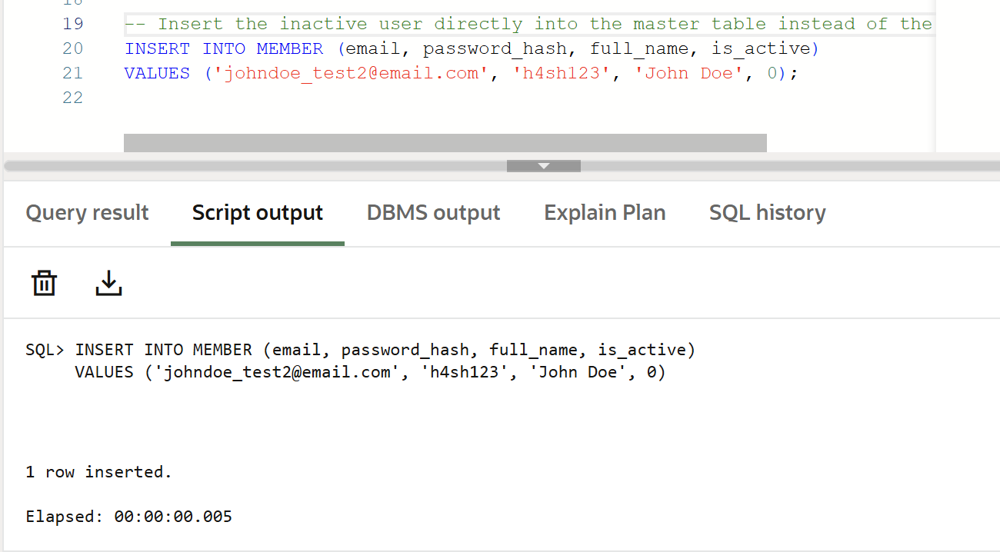 18
19 -- Insert the inactive user directly into the master table instead of the
20 INSERT INTO MEMBER (email, password_hash, full_name, is_active)
21 VALUES ('johndoe_test2@email.com', 'h4sh123', 'John Doe', 0);
22
Query result Script output DBMS output Explain Plan SQL history
SQL> INSERT INTO MEMBER (email, password_hash, full_name, is_active)
VALUES ('johndoe_test2@email.com', 'h4sh123', 'John Doe', 0)
1 row inserted.
Elapsed: 00:00:00.005